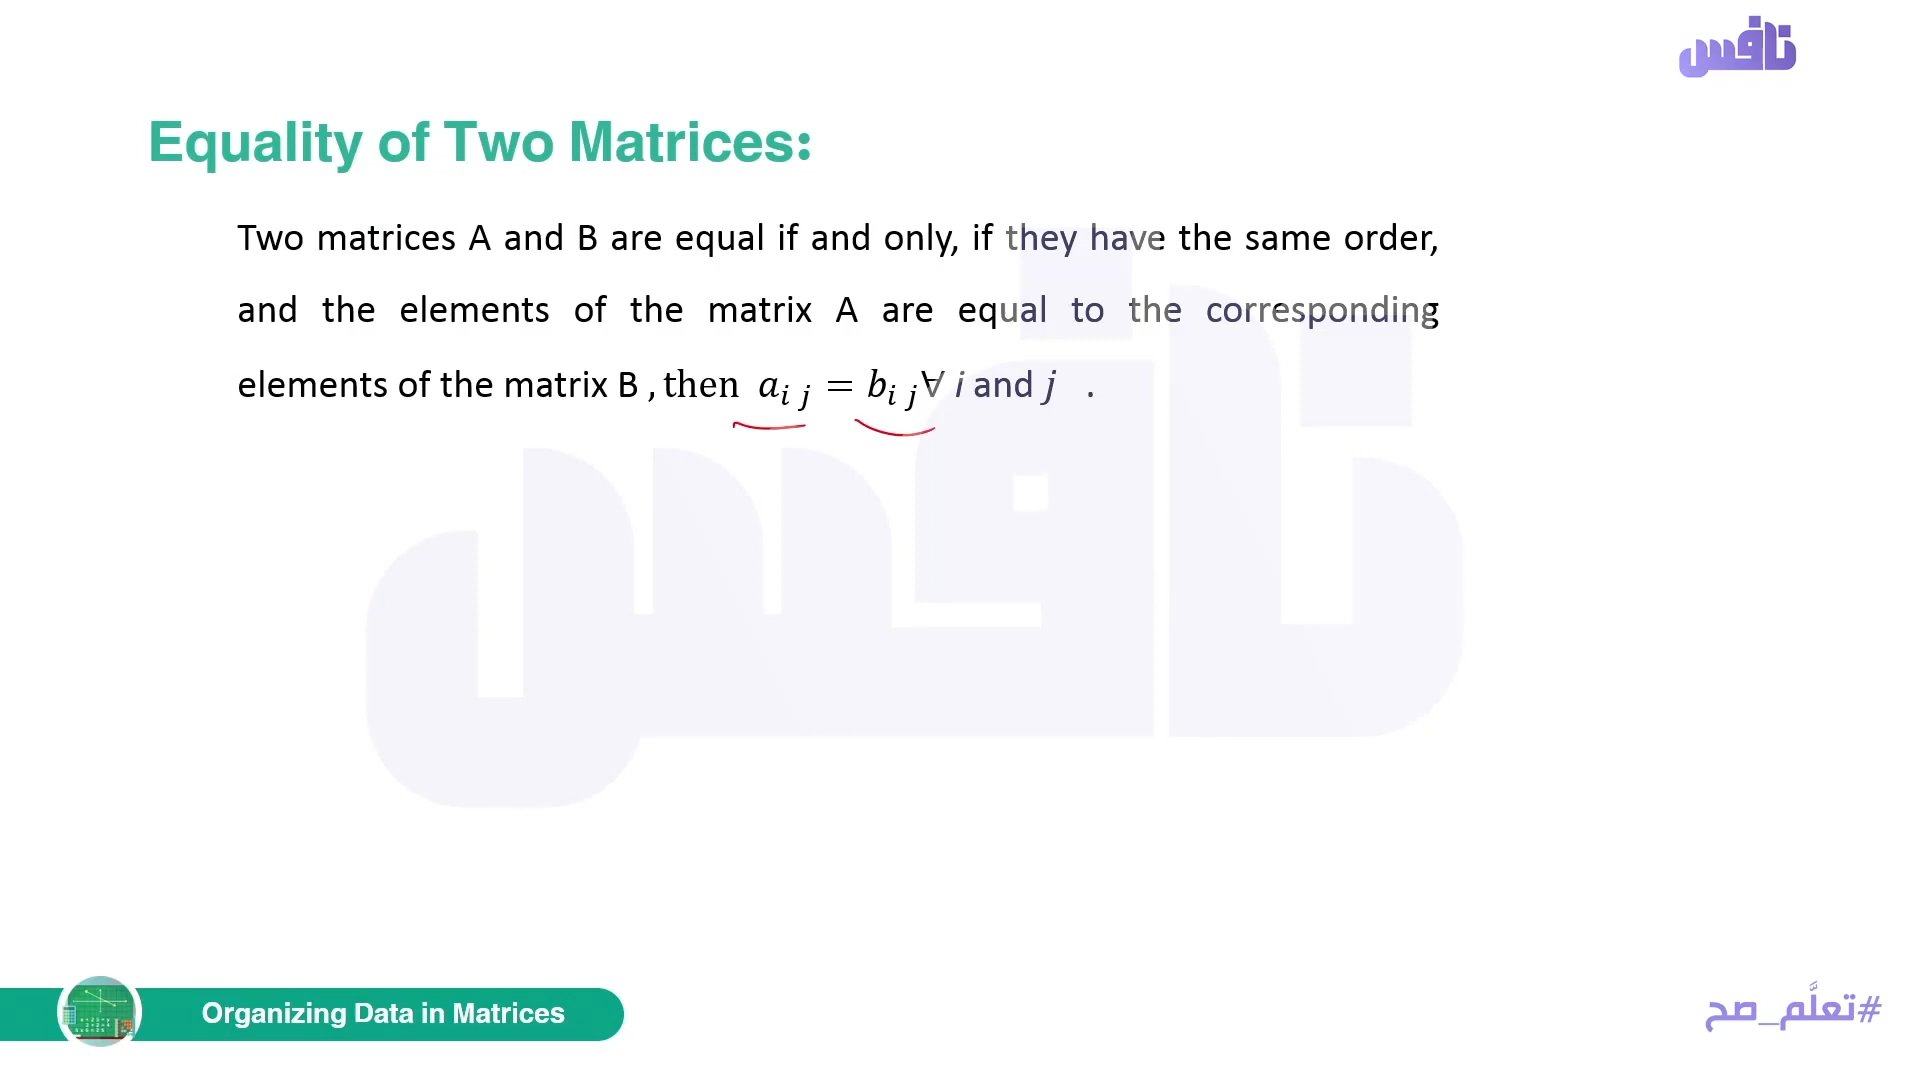 نافس
Equality of Two Matrices:
Two matrices A and B are equal if and only, if they have the same order,
and the elements of the matrix A are equal to the corresponding
elements of the matrix B , then a_{i j} = b_{i j} ∀ i and j .
Organizing Data in Matrices
#تعلَّم_صح